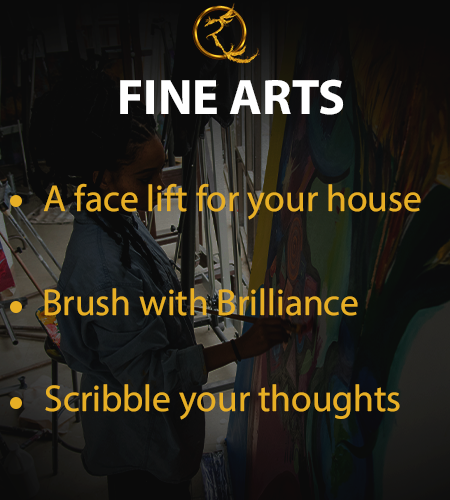 FINE ARTS
• A face lift for your house
• Brush with Brilliance
• Scribble your thoughts